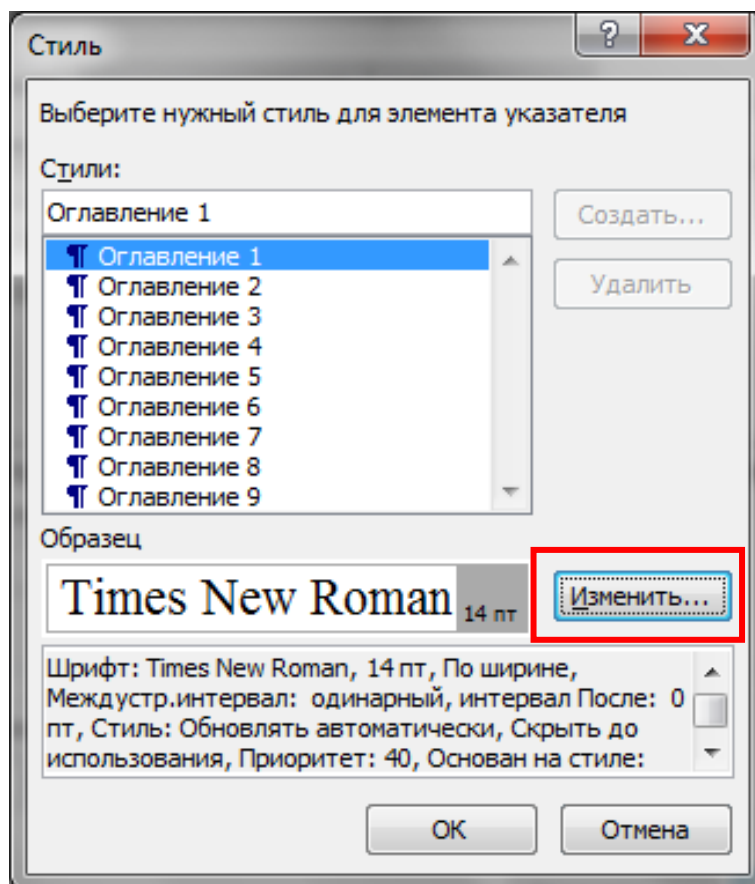 Стиль
Выберите нужный стиль для элемента указателя
Стили:
Оглавление 1
Создать...
¶ Оглавление 1
¶ Оглавление 2
Удалить
¶ Оглавление 3
¶ Оглавление 4
¶ Оглавление 5
¶ Оглавление 6
¶ Оглавление 7
¶ Оглавление 8
¶ Оглавление 9
Образец
Times New Roman 14 пт
Изменить...
Шрифт: Times New Roman, 14 пт, По ширине,
Междустр.интервал: одинарный, интервал После: 0
пт, Стиль: Обновлять автоматически, Скрыть до
использования, Приоритет: 40, Основан на стиле:
ОК
Отмена